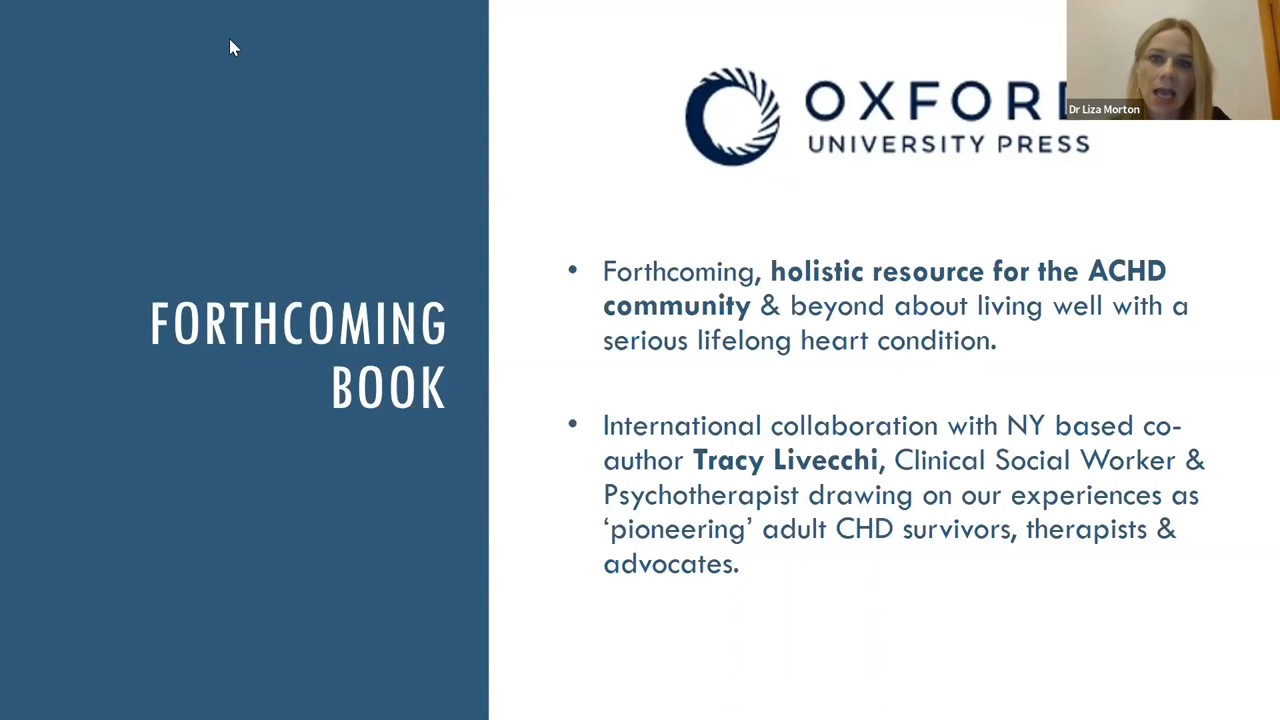 OXFORD
UNIVERSITY PRESS
Dr Liza Morton
FORTHCOMING
BOOK
• Forthcoming, holistic resource for the ACHD
community & beyond about living well with a
serious lifelong heart condition.
• International collaboration with NY based co-
author Tracy Livecchi, Clinical Social Worker &
Psychotherapist drawing on our experiences as
‘pioneering’ adult CHD survivors, therapists &
advocates.